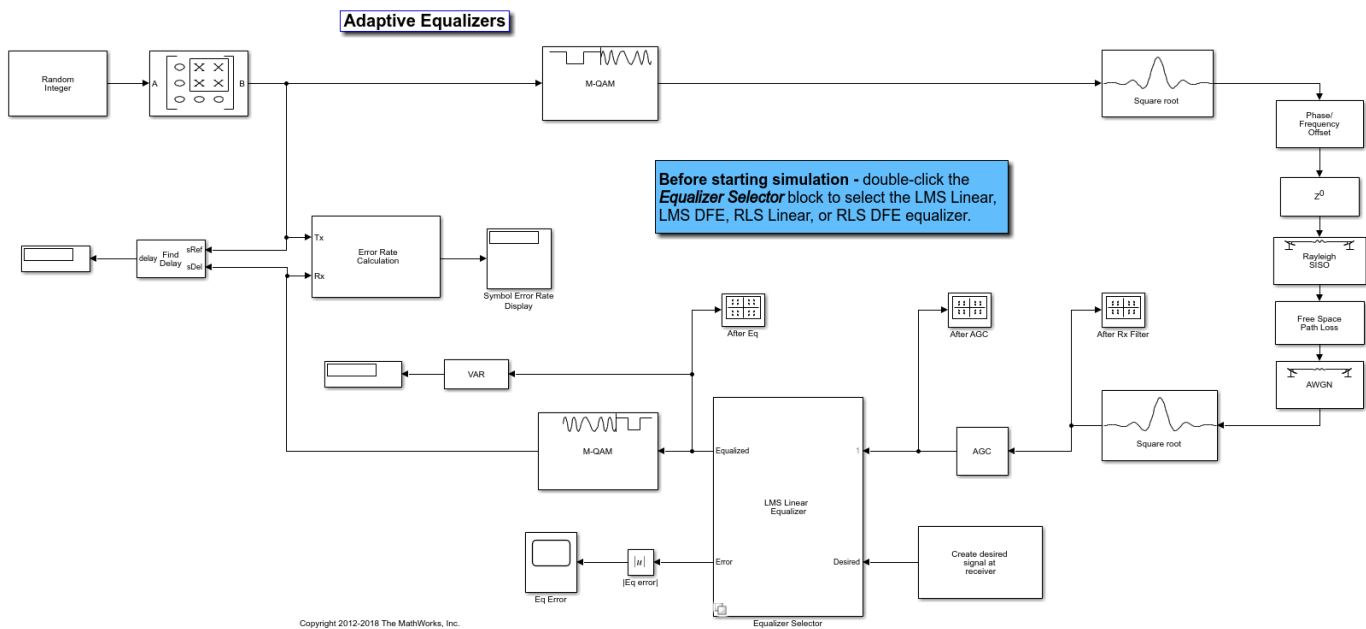 Adaptive Equalizers
Random
Integer
A
B
M-QAM
Square root
Phase/
Frequency
Offset
Z0
Rayleigh
SISO
Free Space
Path Loss
AWGN
Before starting simulation - double-click the
Equalizer Selector block to select the LMS Linear,
LMS DFE, RLS Linear, or RLS DFE equalizer.
Tx
Rx
Error Rate
Calculation
Symbol Error Rate
Display
delay
Find
Delay
sRef
sDel
After Eq
After AGC
After Rx Filter
VAR
M-QAM
Equalized
1
LMS Linear
Equalizer
Error
Desired
AGC
Square root
Create desired
signal at
receiver
|u|
|Eq error|
Eq Error
Equalizer Selector
Copyright 2012-2018 The MathWorks, Inc.